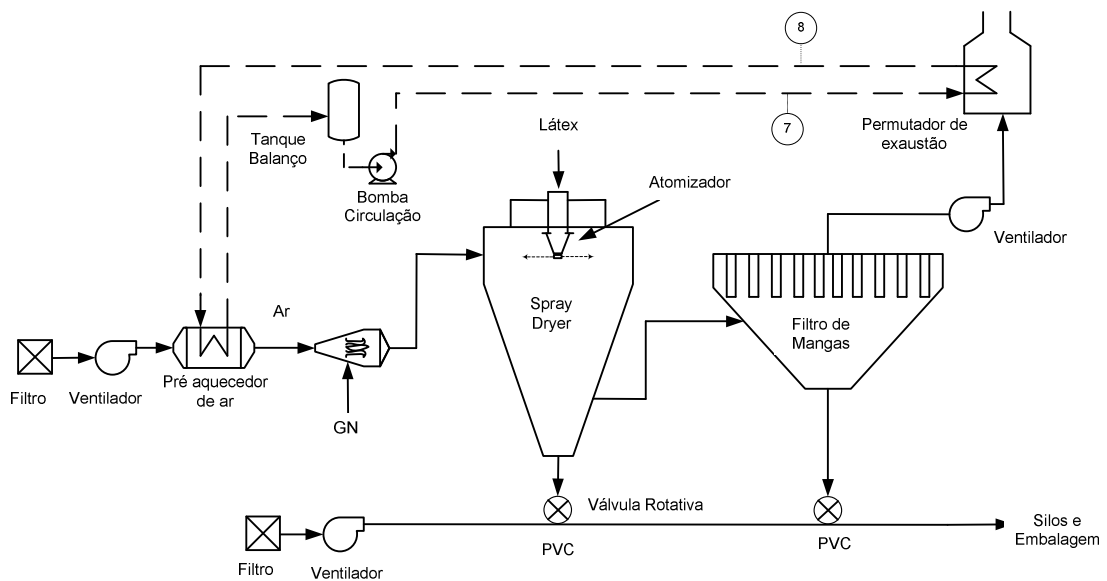 8
7
Permutador de
exaustão
Tanque
Balanço
Látex
Bomba
Circulação
Atomizador
Ventilador
Ar
Spray
Dryer
Filtro de
Mangas
Filtro
Ventilador
Pré aquecedor
de ar
GN
Válvula Rotativa
PVC
PVC
Silos e
Embalagem
Filtro
Ventilador